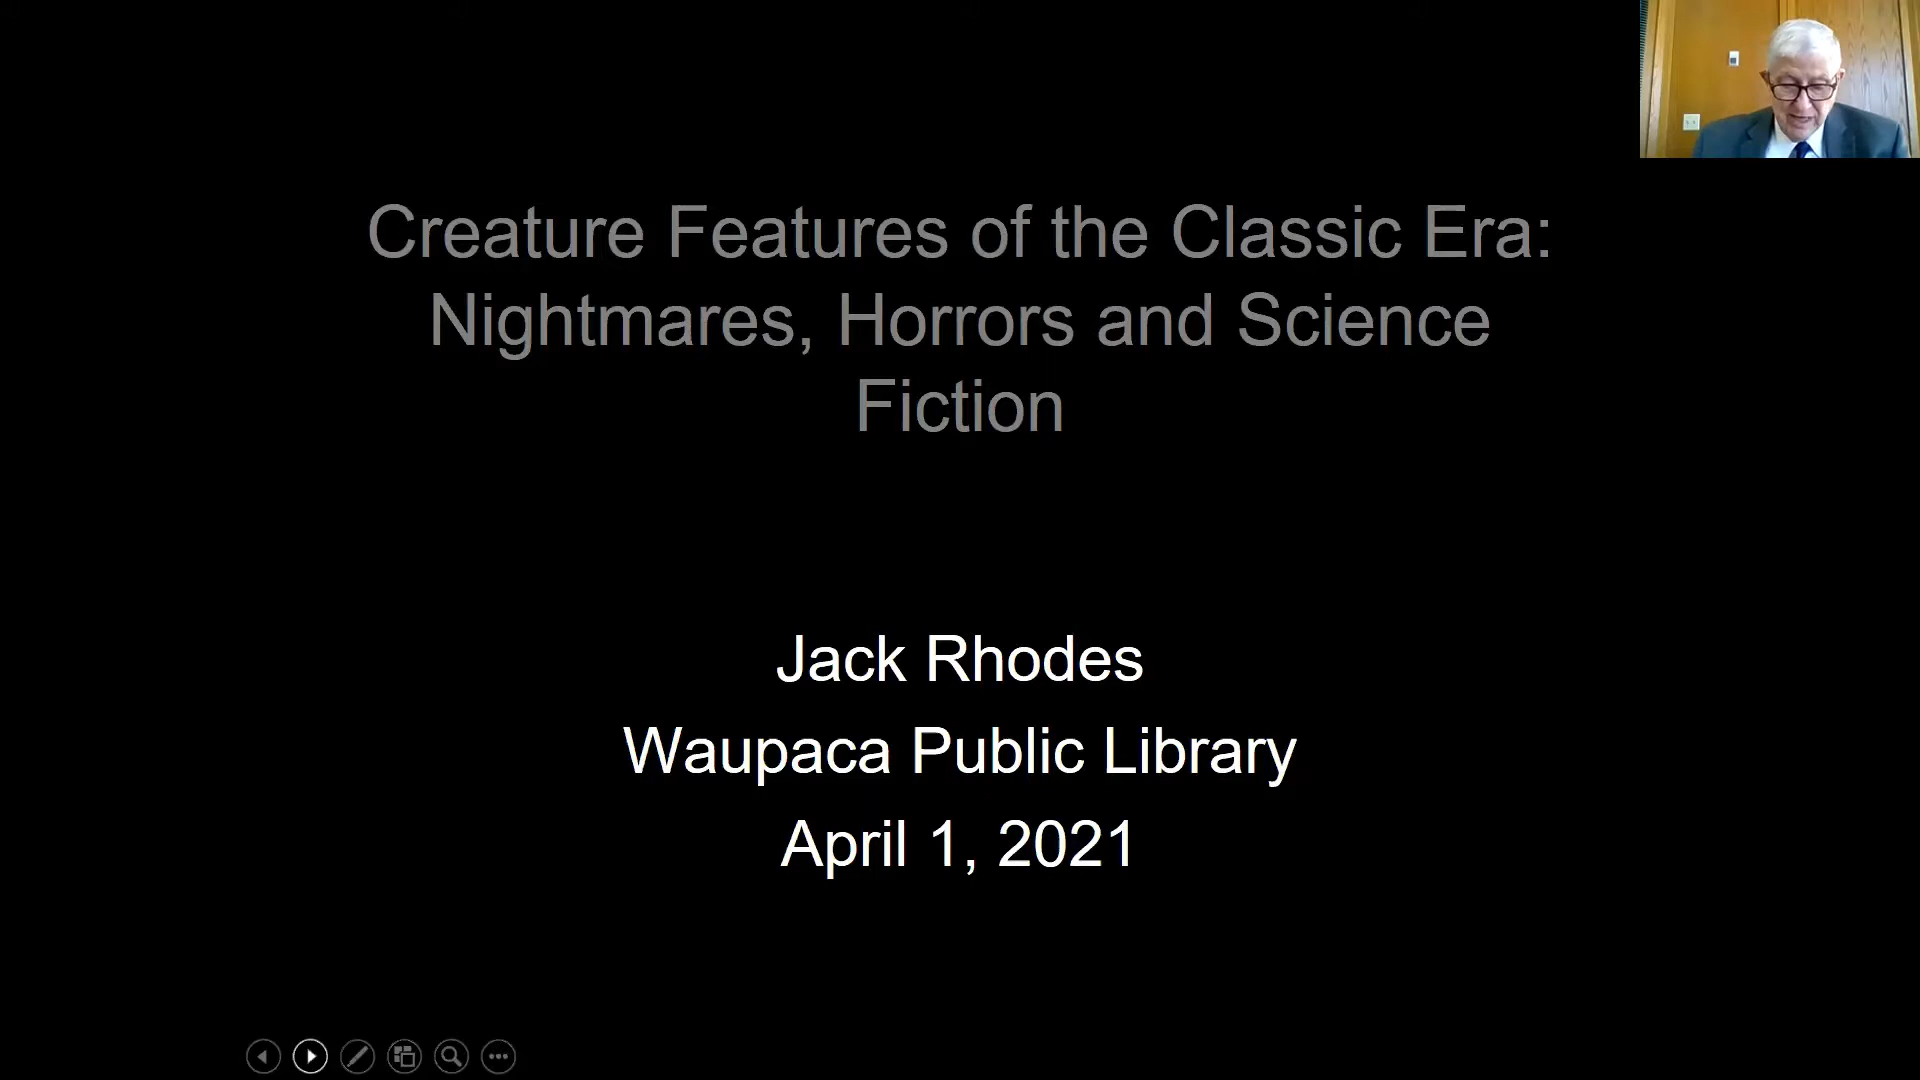 Creature Features of the Classic Era:
Nightmares, Horrors and Science
Fiction
Jack Rhodes
Waupaca Public Library
April 1, 2021